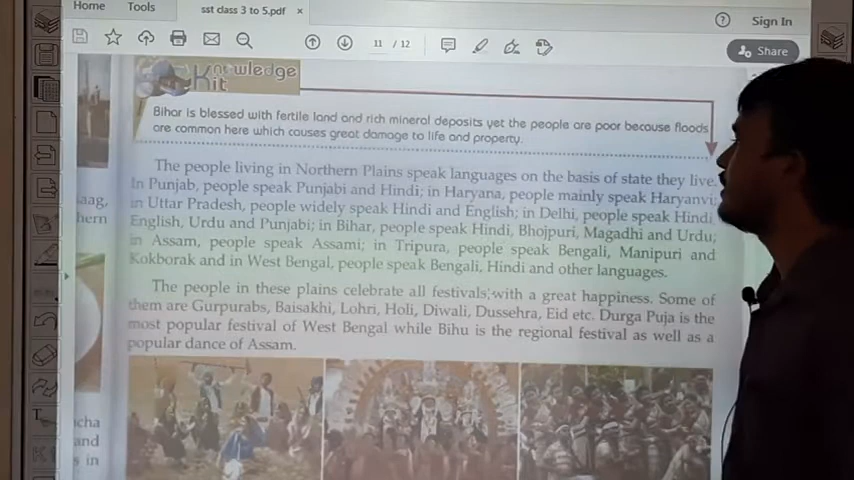 Home
Tools
sst class 3 to 5.pdf ×
? Sign In
11 / 12
Share
Knowledge
Kit
Bihar is blessed with fertile land and rich mineral deposits yet the people are poor because floods
are common here which causes great damage to life and property.
The people living in Northern Plains speak languages on the basis of state they live.
In Punjab, people speak Punjabi and Hindi; in Haryana, people mainly speak Haryanvi;
in Uttar Pradesh, people widely speak Hindi and English; in Delhi, people speak Hindi,
English, Urdu and Punjabi; in Bihar, people speak Hindi, Bhojpuri, Magadhi and Urdu;
in Assam, people speak Assami; in Tripura, people speak Bengali, Manipuri and
Kokborak and in West Bengal, people speak Bengali, Hindi and other languages.
The people in these plains celebrate all festivals with a great happiness. Some of
them are Gurpurabs, Baisakhi, Lohri, Holi, Diwali, Dussehra, Eid etc. Durga Puja is the
most popular festival of West Bengal while Bihu is the regional festival as well as a
popular dance of Assam.
aag,
hern
cha
and
s in